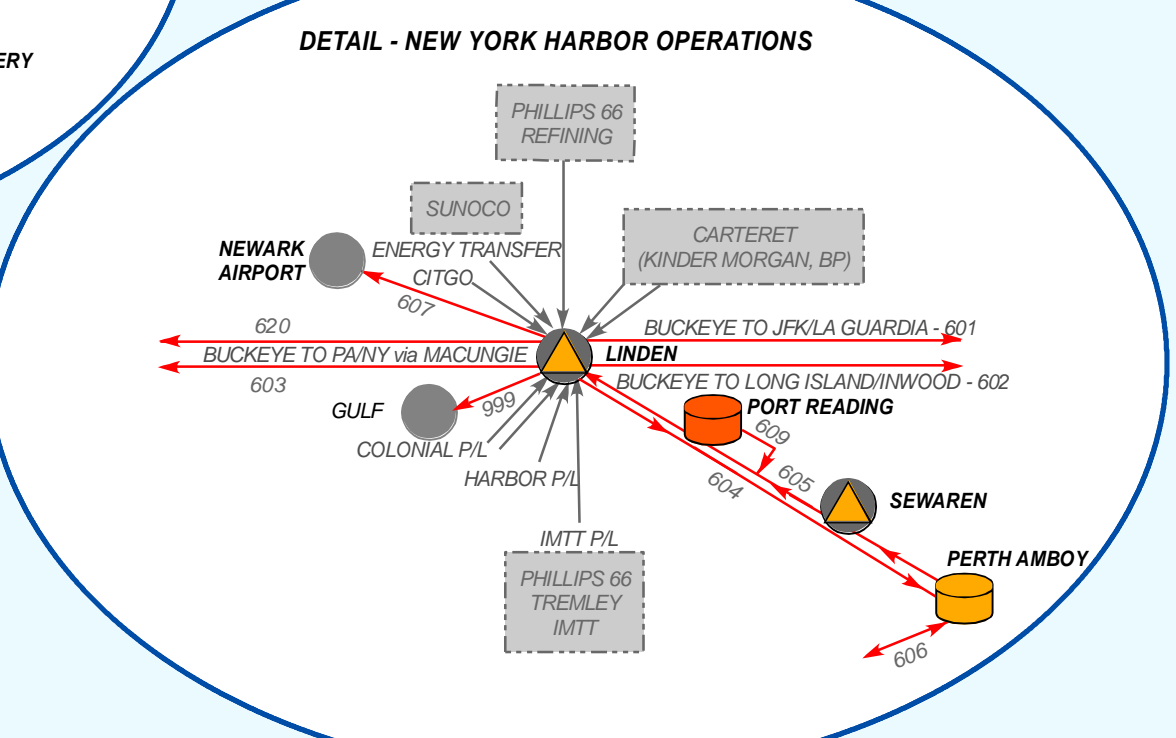 ERY
DETAIL - NEW YORK HARBOR OPERATIONS
PHILLIPS 66
REFINING
SUNOCO
CARTERET
(KINDER MORGAN, BP)
NEWARK
AIRPORT
ENERGY TRANSFER
CITGO
607
620
BUCKEYE TO JFK/LA GUARDIA - 601
BUCKEYE TO PA/NY via MACUNGIE
LINDEN
603
BUCKEYE TO LONG ISLAND/INWOOD - 602
GULF
999
PORT READING
609
COLONIAL P/L
HARBOR P/L
604
605
SEWAREN
IMTT P/L
PERTH AMBOY
PHILLIPS 66
TREMLEY
IMTT
606